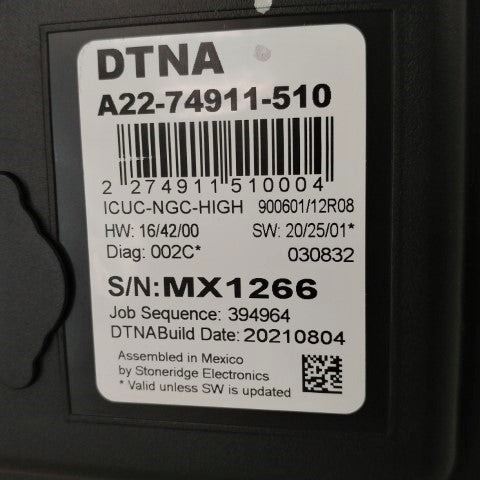 DTNA
A22-74911-510
2 274911 510004
ICUC-NGC-HIGH 900601/12R08
HW: 16/42/00 SW: 20/25/01*
Diag: 002C* 030832
S/N:MX1266
Job Sequence: 394964
DTNABuild Date: 20210804
Assembled in Mexico
by Stoneridge Electronics
* Valid unless SW is updated